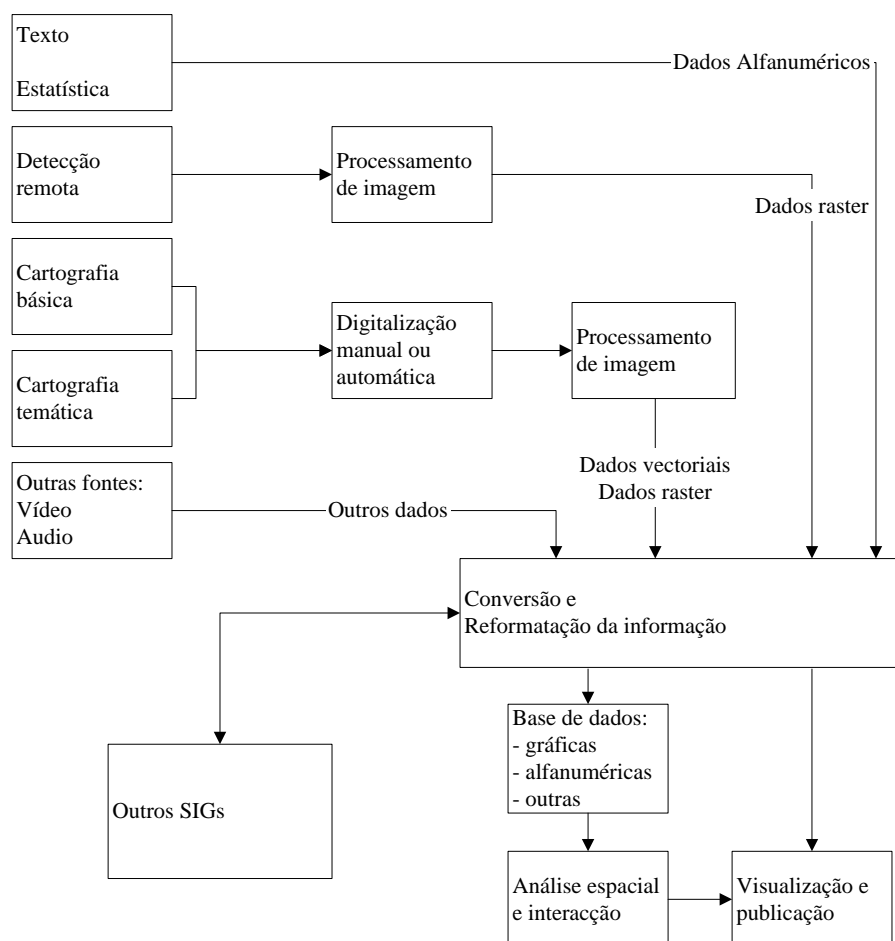 Texto
Estatística
Dados Alfanuméricos
Detecção
remota
Processamento
de imagem
Dados raster
Cartografia
básica
Cartografia
temática
Digitalização
manual ou
automática
Processamento
de imagem
Dados vectoriais
Dados raster
Outras fontes:
Vídeo
Audio
Outros dados
Conversão e
Reformatação da informação
Outros SIGs
Base de dados:
- gráficas
- alfanuméricas
- outras
Análise espacial
e interacção
Visualização e
publicação